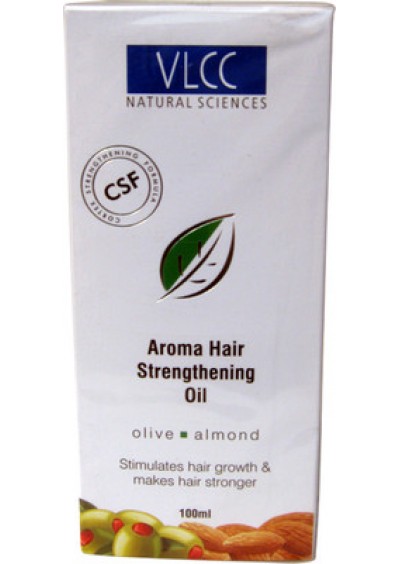 VLCC
NATURAL SCIENCES
CORTEX STRENGTHENING FORMULA
CSF
Aroma Hair
Strengthening
Oil
olive ■ almond
Stimulates hair growth &
makes hair stronger
100ml